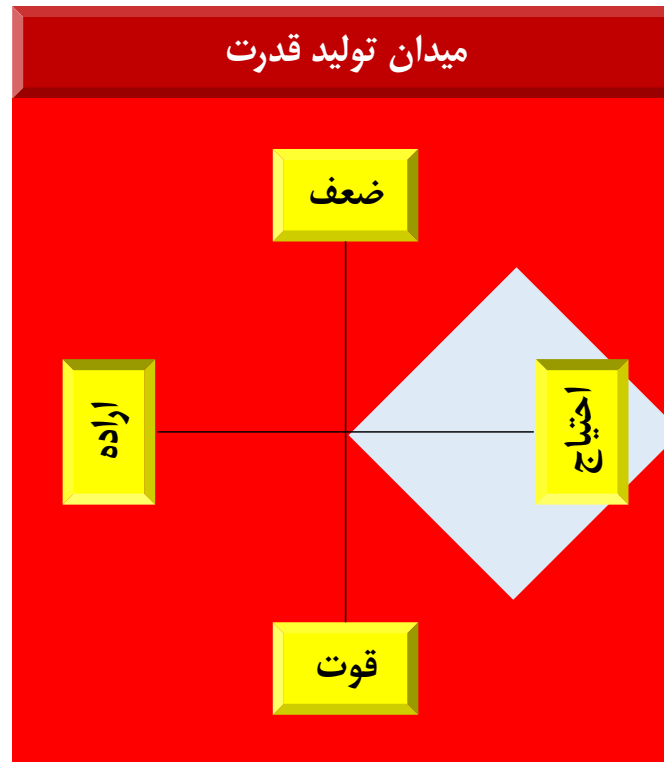 میدان تولید قدرت
ضعف
احتیاج
اراده
قوت